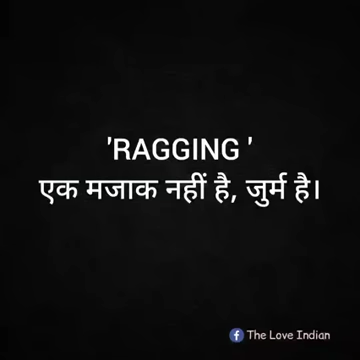 'RAGGING '
एक मजाक नहीं है, जुर्म है।
The Love Indian